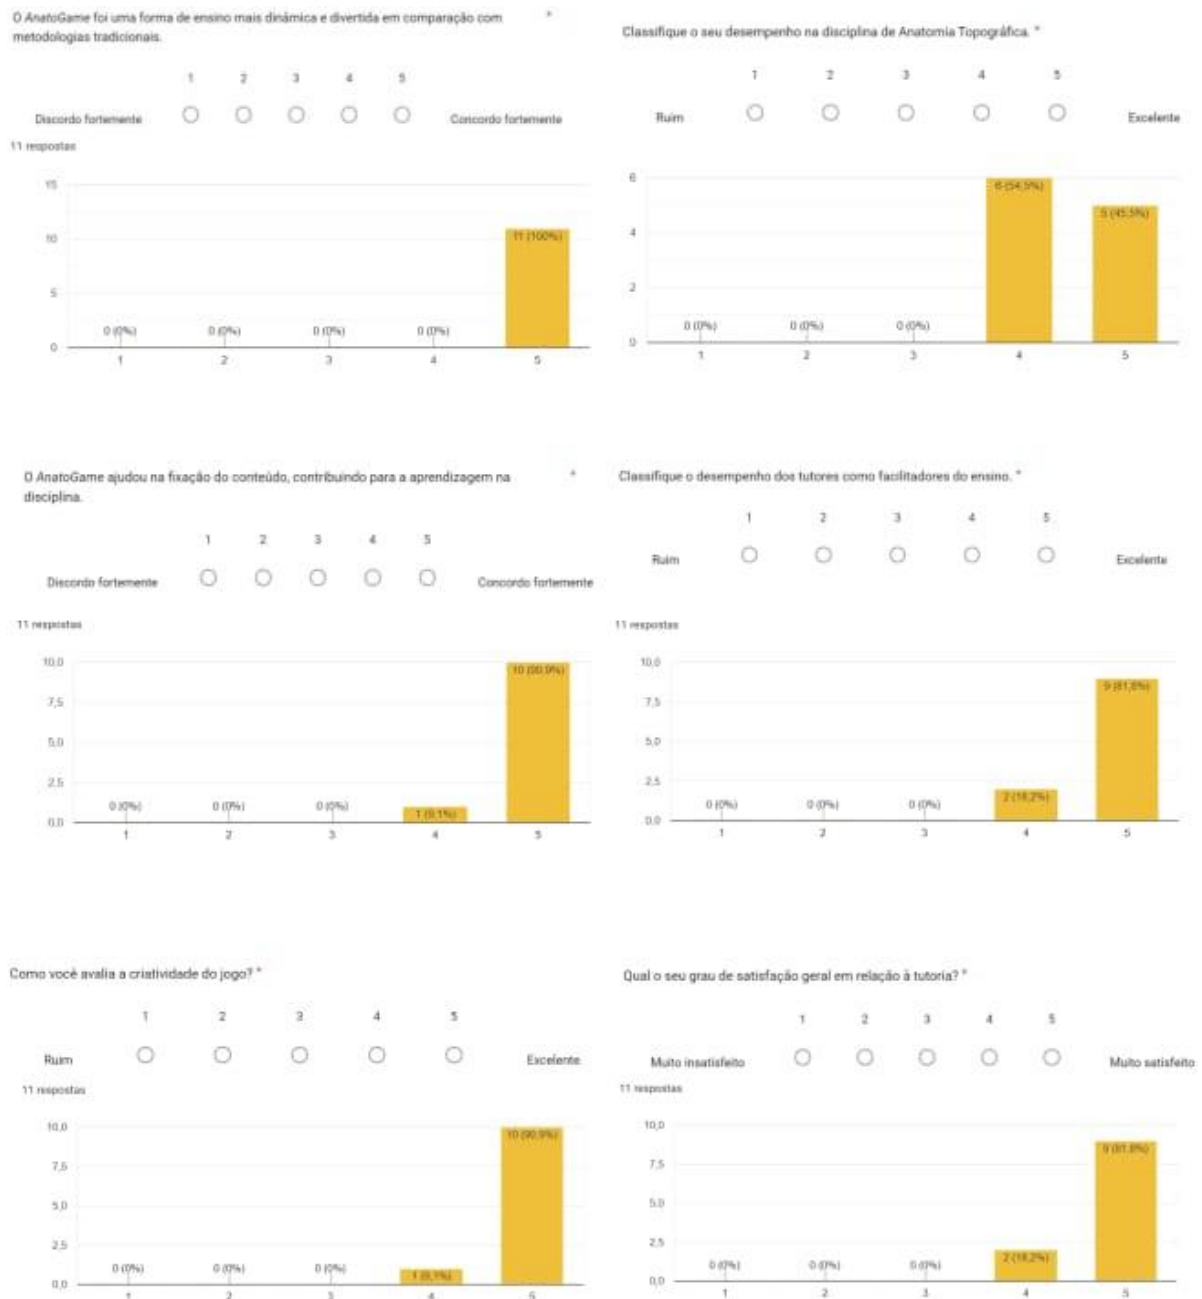 O AnatoGame foi uma forma de ensino mais dinâmica e divertida em comparação com *
metodologias tradicionais.
1 2 3 4 5
Discordo fortemente Concordo fortemente
11 respostas
15
10
5
0
0 (0%) 0 (0%) 0 (0%) 0 (0%) 11 (100%)
1 2 3 4 5
Classifique o seu desempenho na disciplina de Anatomia Topográfica. *
1 2 3 4 5
Ruim Excelente
6
4
2
0
0 (0%) 0 (0%) 0 (0%) 6 (54,5%) 5 (45,5%)
1 2 3 4 5
O AnatoGame ajudou na fixação do conteúdo, contribuindo para a aprendizagem na *
disciplina.
1 2 3 4 5
Discordo fortemente Concordo fortemente
11 respostas
10,0
7,5
5,0
2,5
0,0
0 (0%) 0 (0%) 0 (0%) 1 (9,1%) 10 (90,9%)
1 2 3 4 5
Classifique o desempenho dos tutores como facilitadores do ensino. *
1 2 3 4 5
Ruim Excelente
11 respostas
10,0
7,5
5,0
2,5
0,0
0 (0%) 0 (0%) 0 (0%) 2 (18,2%) 9 (81,8%)
1 2 3 4 5
Como você avalia a criatividade do jogo? *
1 2 3 4 5
Ruim Excelente
11 respostas
10,0
7,5
5,0
2,5
0,0
0 (0%) 0 (0%) 0 (0%) 1 (9,1%) 10 (90,9%)
1 2 3 4 5
Qual o seu grau de satisfação geral em relação à tutoria? *
1 2 3 4 5
Muito insatisfeito Muito satisfeito
11 respostas
10,0
7,5
5,0
2,5
0,0
0 (0%) 0 (0%) 0 (0%) 2 (18,2%) 9 (81,8%)
1 2 3 4 5